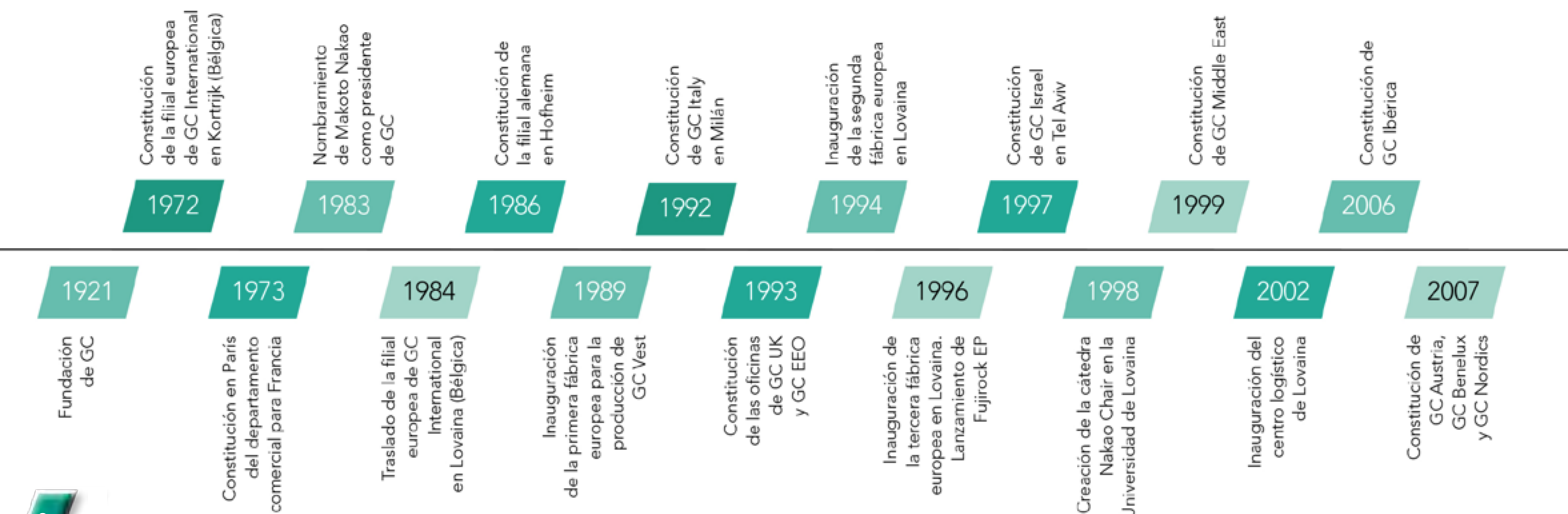 Constitución
de la filial europea
de GC International
en Kortrijk (Bélgica)
1972
Nombramiento
de Makoto Nakao
como presidente
de GC
1983
Constitución de
la filial alemana
en Hofheim
1986
Constitución
de GC Italy
en Milán
1992
Inauguración
de la segunda
fábrica europea
en Lovaina
1994
Constitución
de GC Israel
en Tel Aviv
1997
Constitución
de GC Middle East
1999
Constitución de
GC Ibérica
2006
1921
Fundación
de GC
1973
Constitución en París
del departamento
comercial para Francia
1984
Traslado de la filial
europea de GC
International
en Lovaina (Bélgica)
1989
Inauguración
de la primera fábrica
europea para la
producción de
GC Vest
1993
Constitución
de las oficinas
de GC UK
y GC EEO
1996
Inauguración de
la tercera fábrica
europea en Lovaina.
Lanzamiento de
Fujirock EP
1998
Creación de la cátedra
Nakao Chair en la
Universidad de Lovaina
2002
Inauguración del
centro logístico
de Lovaina
2007
Constitución de
GC Austria,
GC Benelux
y GC Nordics